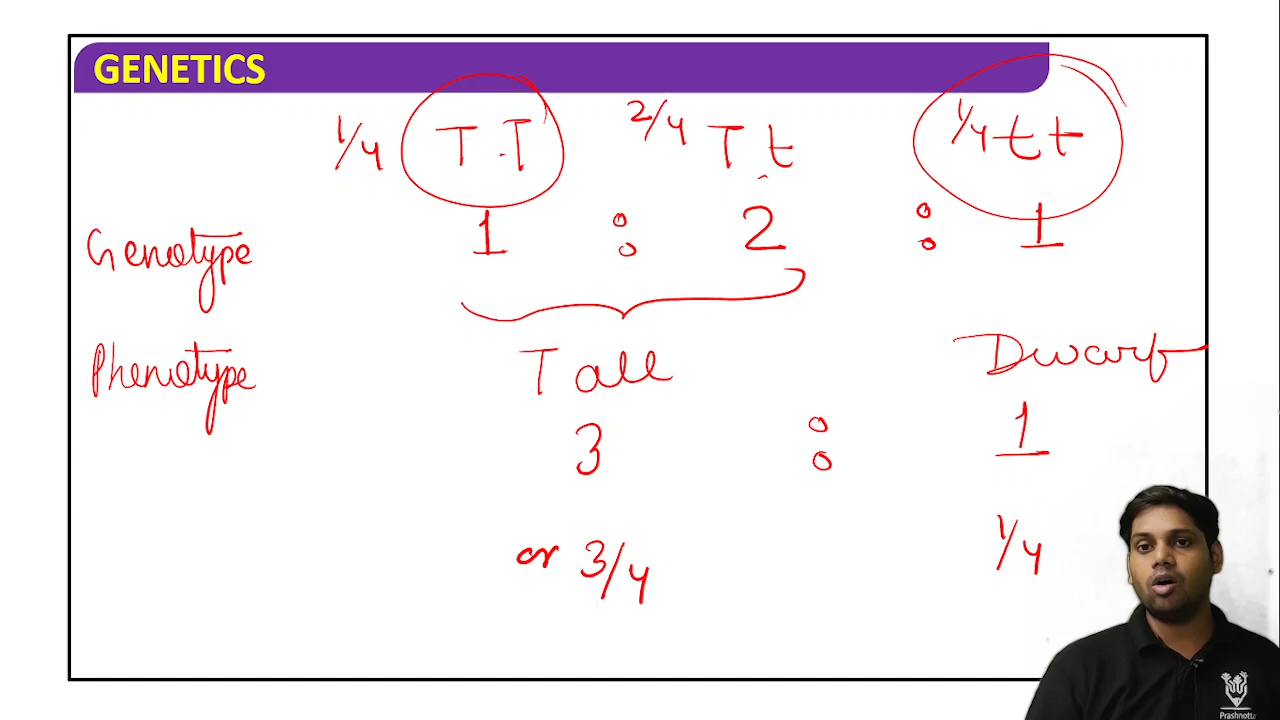 GENETICS
1/4 TT 2/4 Tt 1/4 tt
Genotype 1 : 2 : 1
Phenotype Tall Dwarf
3 : 1
or 3/4 1/4